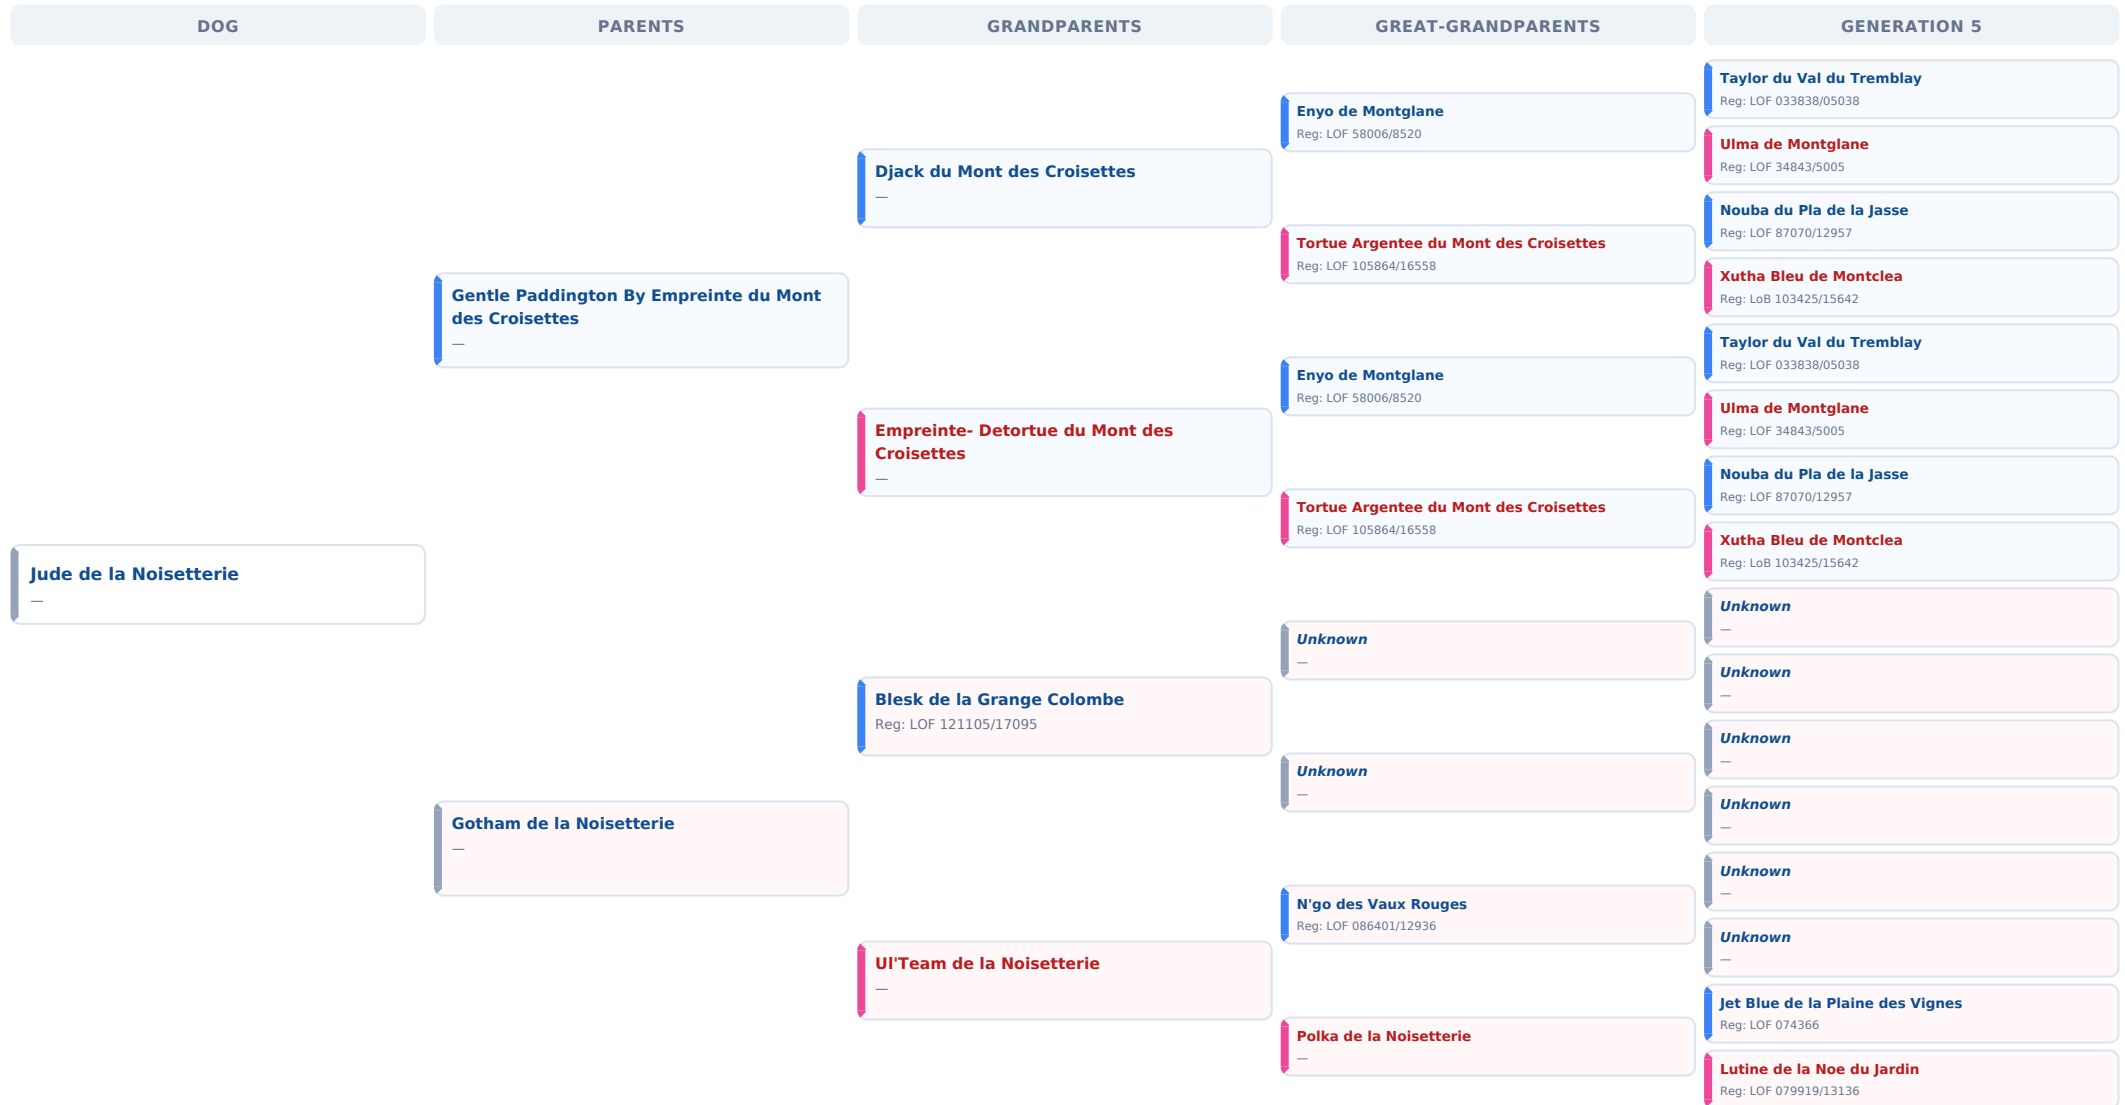 DOG
PARENTS
GRANDPARENTS
GREAT-GRANDPARENTS
GENERATION 5
Jude de la Noisetterie
—
Gentle Paddington By Empreinte du Mont
des Croisettes
—
Gotham de la Noisetterie
—
Djack du Mont des Croisettes
—
Empreinte- Detortue du Mont des
Croisettes
—
Blesk de la Grange Colombe
Reg: LOF 121105/17095
Ul'Team de la Noisetterie
—
Enyo de Montglane
Reg: LOF 58006/8520
Tortue Argentee du Mont des Croisettes
Reg: LOF 105864/16558
Enyo de Montglane
Reg: LOF 58006/8520
Tortue Argentee du Mont des Croisettes
Reg: LOF 105864/16558
Unknown
—
Unknown
—
N'go des Vaux Rouges
Reg: LOF 086401/12936
Polka de la Noisetterie
—
Taylor du Val du Tremblay
Reg: LOF 033838/05038
Ulma de Montglane
Reg: LOF 34843/5005
Nouba du Pla de la Jasse
Reg: LOF 87070/12957
Xutha Bleu de Montclea
Reg: LoB 103425/15642
Taylor du Val du Tremblay
Reg: LOF 033838/05038
Ulma de Montglane
Reg: LOF 34843/5005
Nouba du Pla de la Jasse
Reg: LOF 87070/12957
Xutha Bleu de Montclea
Reg: LoB 103425/15642
Unknown
—
Unknown
—
Unknown
—
Unknown
—
Unknown
—
Unknown
—
Jet Blue de la Plaine des Vignes
Reg: LOF 074366
Lutine de la Noe du Jardin
Reg: LOF 079919/13136